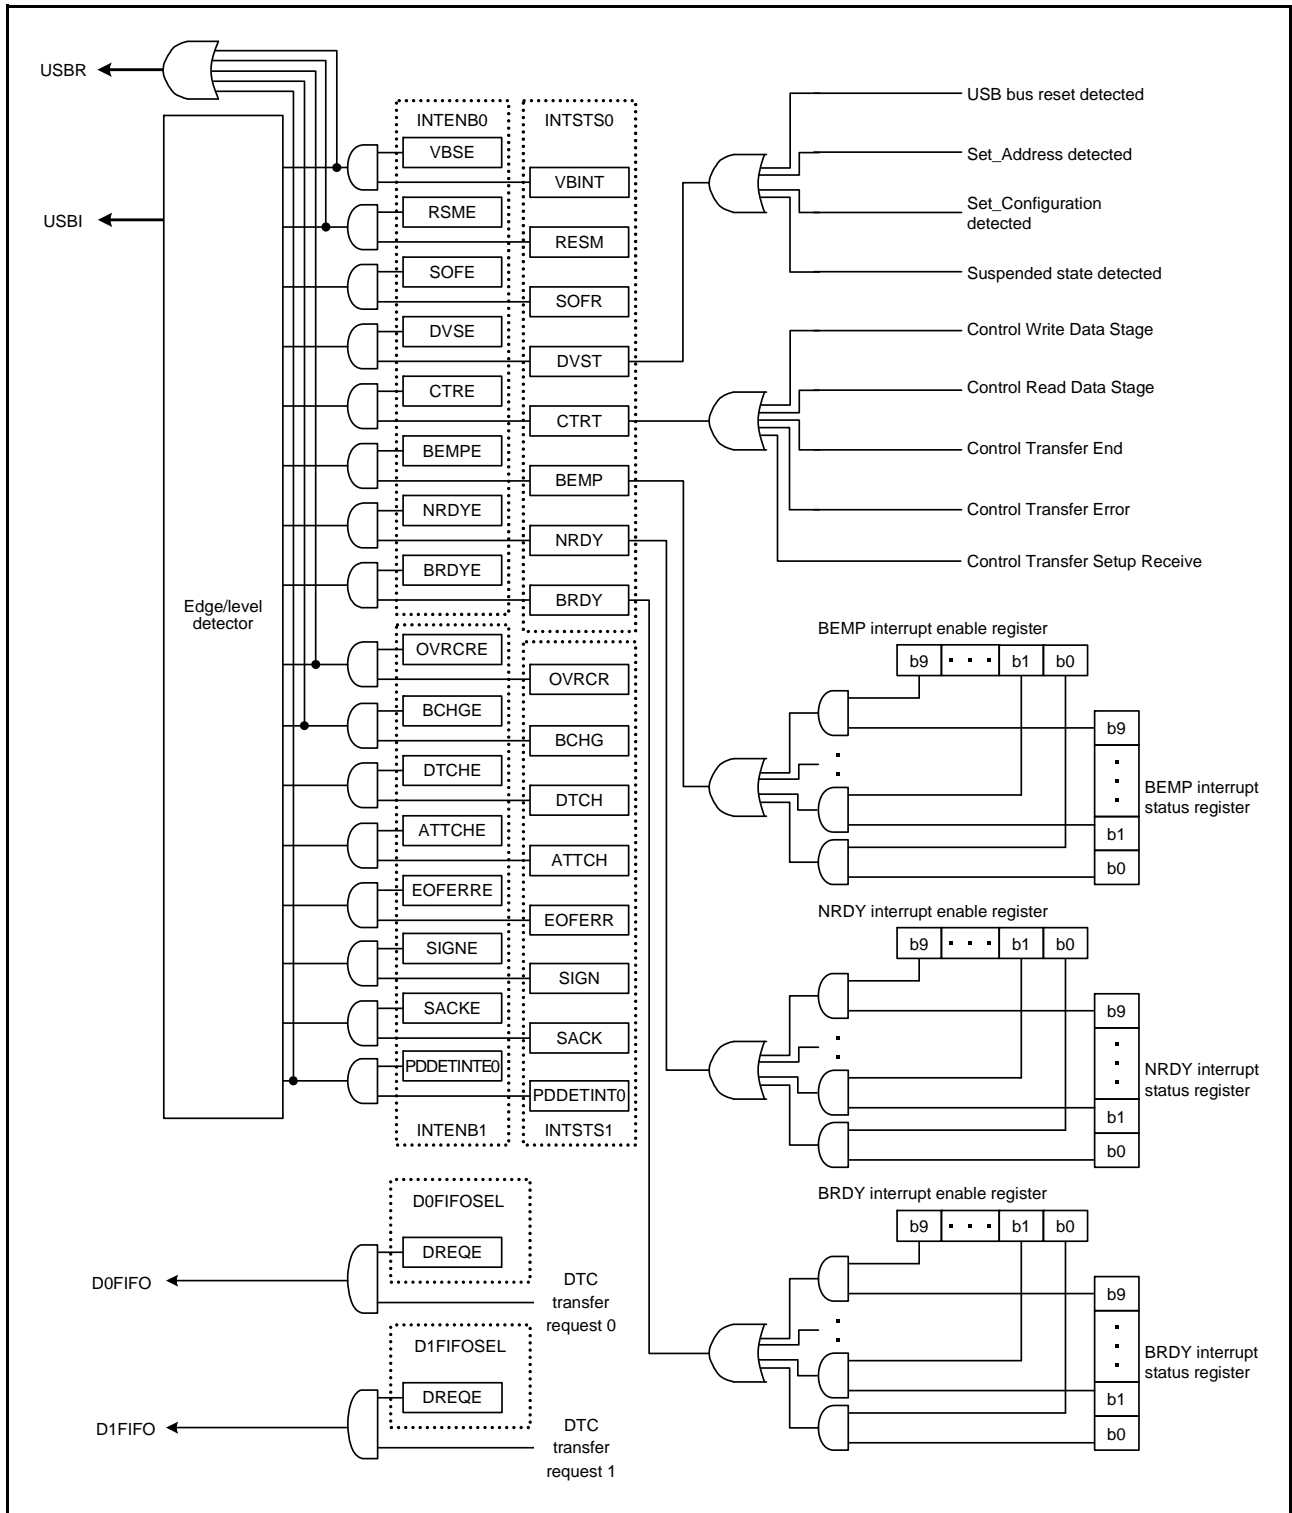 USBR
USBI
Edge/level
detector
INTENB0
VBSE
RSME
SOFE
DVSE
CTRE
BEMPE
NRDYE
BRDYE
OVRCRE
BCHGE
DTCHE
ATTCHE
EOFERRE
SIGNE
SACKE
PDDETINTE0
INTENB1
INTSTS0
VBINT
RESM
SOFR
DVST
CTRT
BEMP
NRDY
BRDY
OVRCR
BCHG
DTCH
ATTCH
EOFERR
SIGN
SACK
PDDETINT0
INTSTS1
USB bus reset detected
Set_Address detected
Set_Configuration
detected
Suspended state detected
Control Write Data Stage
Control Read Data Stage
Control Transfer End
Control Transfer Error
Control Transfer Setup Receive
BEMP interrupt enable register
b9 · · · b1 b0
b9
b1
b0
BEMP interrupt
status register
NRDY interrupt enable register
b9 · · · b1 b0
b9
b1
b0
NRDY interrupt
status register
BRDY interrupt enable register
b9 · · · b1 b0
b9
b1
b0
BRDY interrupt
status register
D0FIFOSEL
DREQE
D0FIFO
DTC
transfer
request 0
D1FIFOSEL
DREQE
D1FIFO
DTC
transfer
request 1